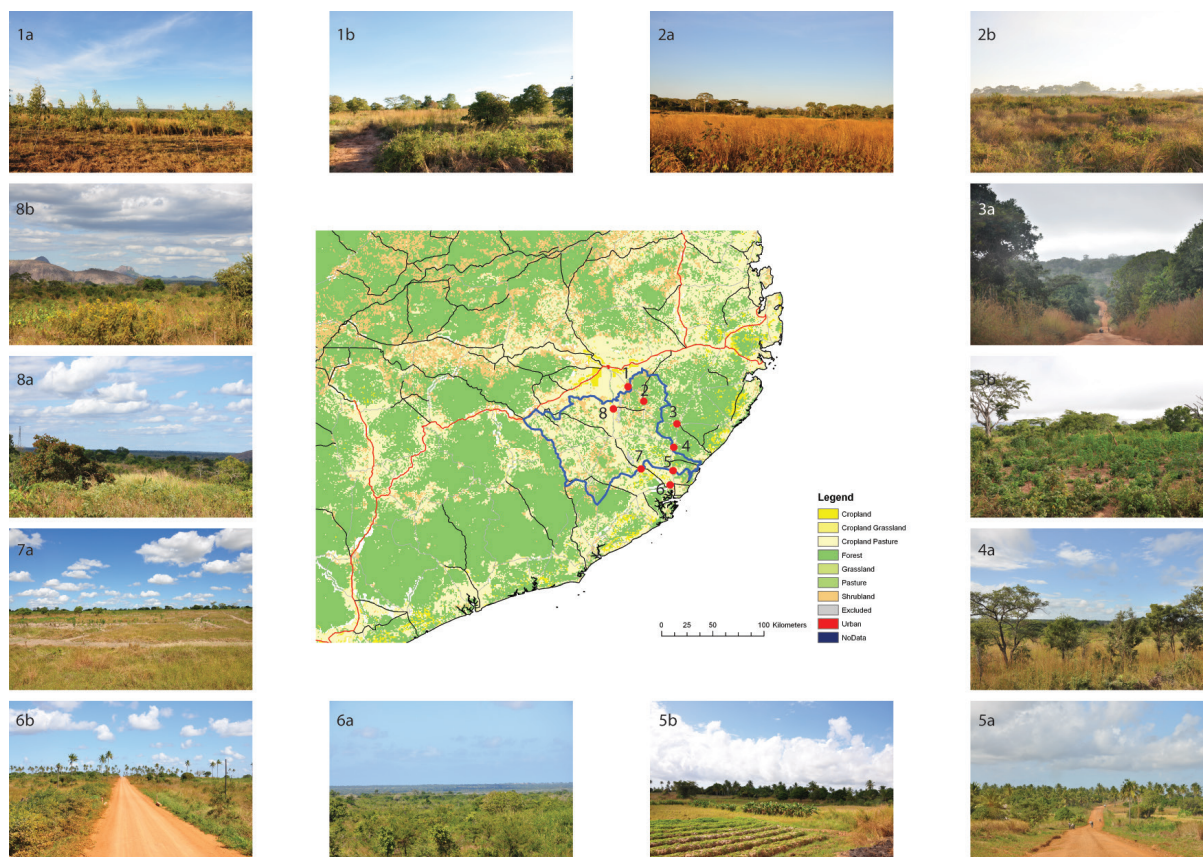 1a
1b
2a
2b
8b
3a
8a
3b
7a
4a
6b
6a
5b
5a
1
2
8
3
4
7
5
6
Legend
Cropland
Cropland Grassland
Cropland Pasture
Forest
Grassland
Pasture
Shrubland
Excluded
Urban
NoData
0 25 50 100 Kilometers